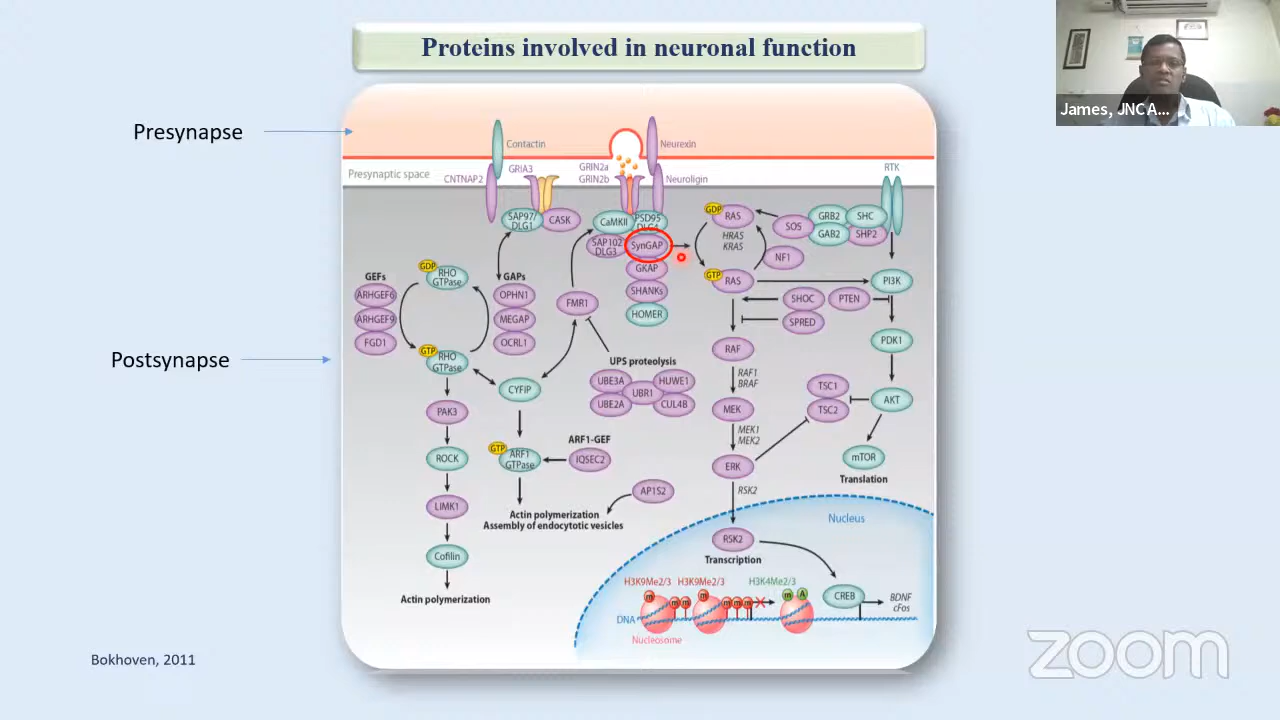 Proteins involved in neuronal function
James, JNC A...
Presynapse
Postsynapse
Contactin
Neurexin
Presynaptic space
CNTNAP2
GRIA3
GRIN2a
GRIN2b
Neuroligin
RTK
SAP97/
DLG1
CASK
CaMKII
PSD95
DLG4
SAP102
DLG3
SynGAP
GKAP
SHANKs
HOMER
GDP
RAS
HRAS
KRAS
GTP
RAS
SOS
NF1
GRB2
SHC
GAB2
SHP2
PI3K
SHOC
PTEN
SPRED
PDK1
GEFs
ARHGEF6
ARHGEF9
FGD1
GDP
RHO
GTPase
GTP
RHO
GTPase
GAPs
OPHN1
MEGAP
OCRL1
FMR1
UPS proteolysis
UBE3A
HUWE1
UBR1
UBE2A
CUL4B
CYFIP
RAF
RAF1
BRAF
MEK
MEK1
MEK2
ERK
RSK2
TSC1
TSC2
AKT
mTOR
Translation
PAK3
ROCK
LIMK1
Cofilin
Actin polymerization
GTP
ARF1
GTPase
ARF1-GEF
IQSEC2
AP1S2
Actin polymerization
Assembly of endocytotic vesicles
Nucleus
RSK2
Transcription
H3K9Me2/3
H3K9Me2/3
H3K4Me2/3
m
m
m
m
m
m
m
m
A
CREB
BDNF
cFos
DNA
Nucleosome
Bokhoven, 2011
zoom